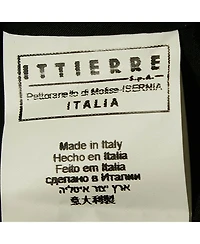 ITTIERRE
S.p.A.
Pettoranello di Molise-ISERNIA
ITALIA
Made in Italy
Hecho en Italia
Feito em Italia
сделано в Италии
ארץ יצור איטליה
意大利製